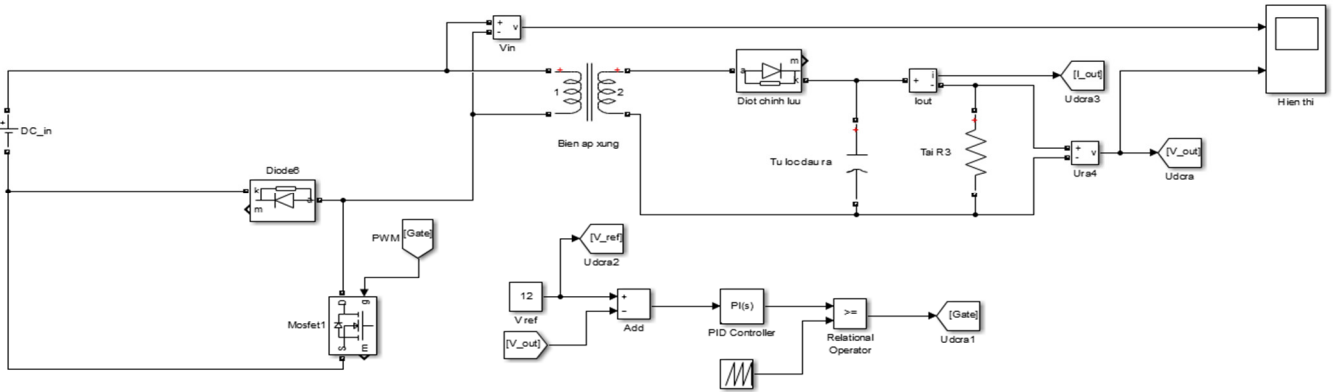 Vin
+
-
v
DC_in
+
1
2
Bien ap xung
a
m
k
Diot chinh luu
Tu loc dau ra
+
i
-
Iout
[I_out]
Udcra3
Tai R3
+
-
v
Ura4
[V_out]
Udcra
Hien thi
Diode6
k
m
a
PWM
[Gate]
Mosfet1
D
g
S
m
[V_ref]
Udcra2
12
V ref
[V_out]
+
−
Add
PI(s)
PID Controller
>=
Relational
Operator
[Gate]
Udcra1